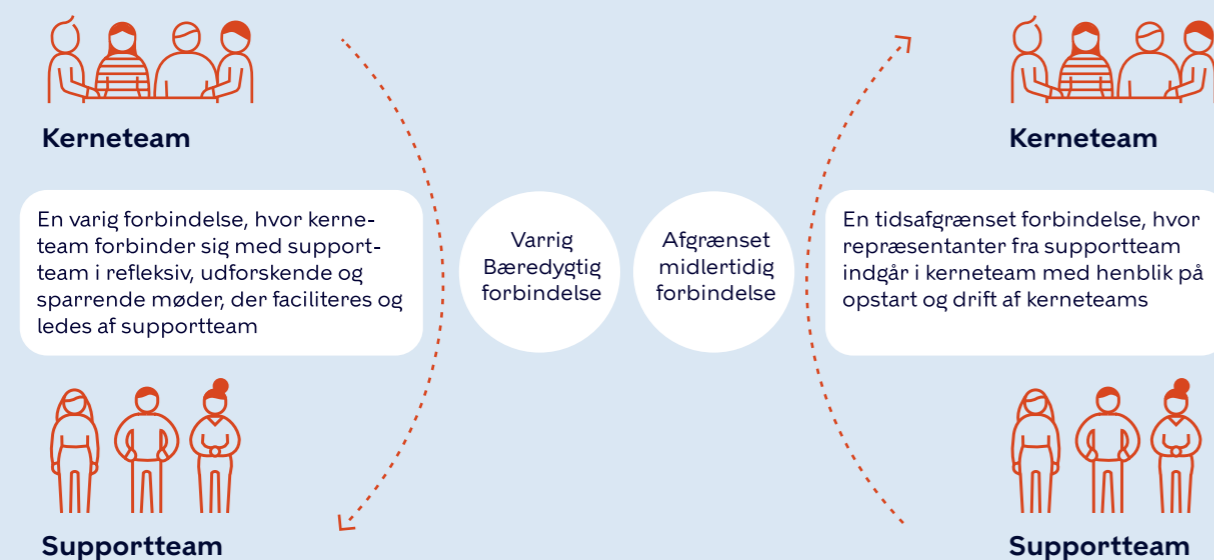 Kerneteam
En varig forbindelse, hvor kerne-
team forbinder sig med support-
team i refleksiv, udforskende og
sparrende møder, der faciliteres og
ledes af supportteam
Supportteam
Varrig
Bæredygtig
forbindelse
Afgrænset
midlertidig
forbindelse
Kerneteam
En tidsafgrænset forbindelse, hvor
repræsentanter fra supportteam
indgår i kerneteam med henblik på
opstart og drift af kerneteams
Supportteam